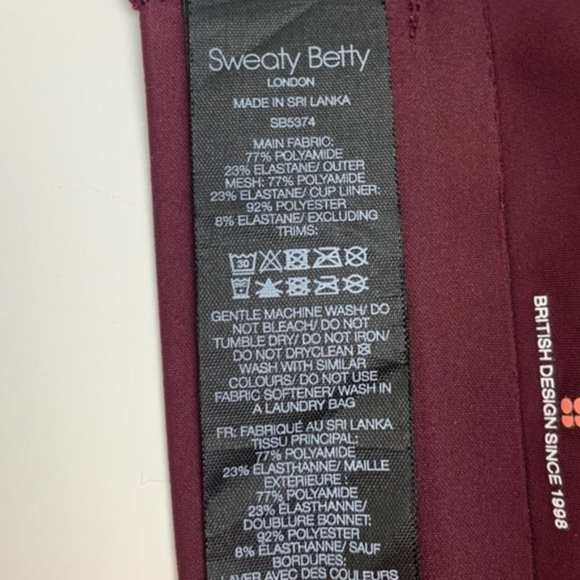 Sweaty Betty
LONDON
MADE IN SRI LANKA
SB5374
MAIN FABRIC:
77% POLYAMIDE
23% ELASTANE/ OUTER
MESH: 77% POLYAMIDE
23% ELASTANE/ CUP LINER:
92% POLYESTER
8% ELASTANE/ EXCLUDING
TRIMS:
30
GENTLE MACHINE WASH/ DO
NOT BLEACH/ DO NOT
TUMBLE DRY/ DO NOT IRON/
DO NOT DRYCLEAN
WASH WITH SIMILAR
COLOURS/ DO NOT USE
FABRIC SOFTENER/ WASH IN
A LAUNDRY BAG
FR: FABRIQUÉ AU SRI LANKA
TISSU PRINCIPAL:
77% POLYAMIDE
23% ÉLASTHANNE/ MAILLE
EXTÉRIEURE :
77% POLYAMIDE
23% ÉLASTHANNE/
DOUBLURE BONNET:
92% POLYESTER
8% ÉLASTHANNE/ SAUF
BORDURES:
LAVER AVEC DES COULEURS
BRITISH DESIGN SINCE 1998